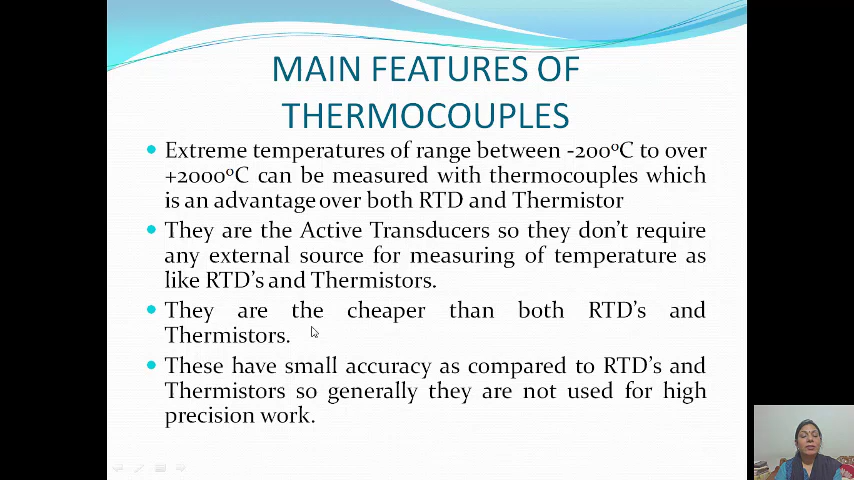 MAIN FEATURES OF
THERMOCOUPLES
Extreme temperatures of range between -200⁰C to over
+2000⁰C can be measured with thermocouples which
is an advantage over both RTD and Thermistor
They are the Active Transducers so they don’t require
any external source for measuring of temperature as
like RTD’s and Thermistors.
They are the cheaper than both RTD’s and
Thermistors.
These have small accuracy as compared to RTD’s and
Thermistors so generally they are not used for high
precision work.